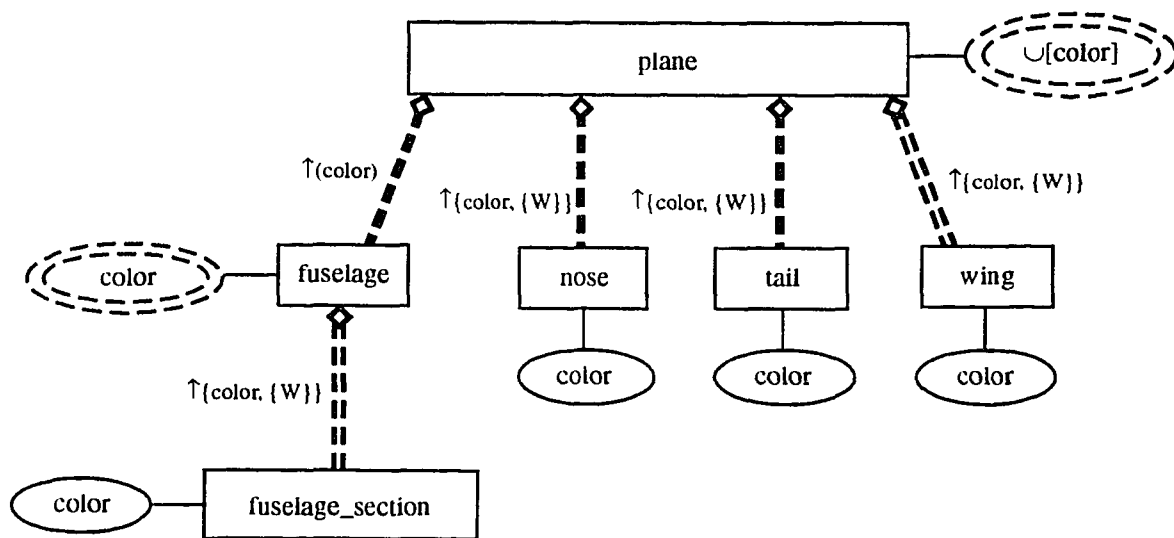 plane
∪[color]
↑(color)
↑{color, {W}}
↑{color, {W}}
↑{color, {W}}
color
fuselage
nose
tail
wing
color
color
color
↑{color, {W}}
color
fuselage_section